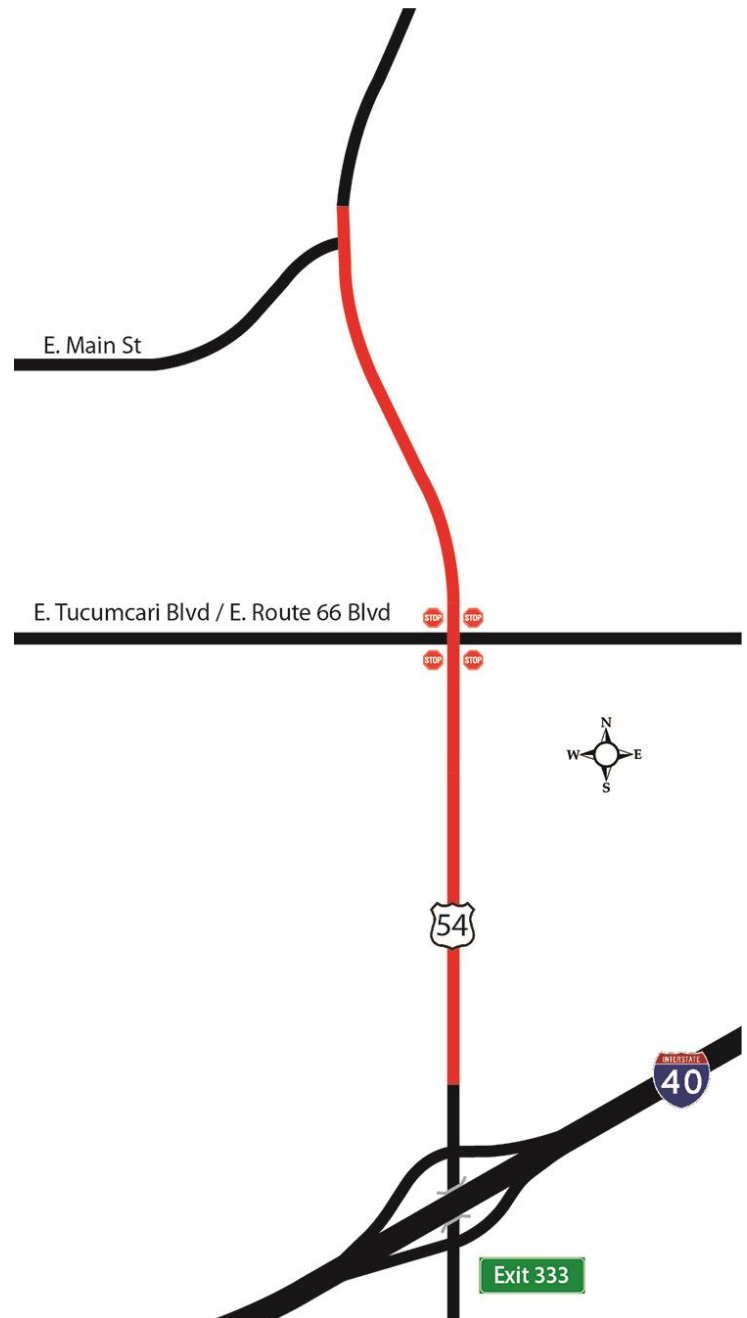 E. Main St
E. Tucumcari Blvd / E. Route 66 Blvd
STOP STOP
STOP STOP
N
W E
S
54
INTERSTATE
40
Exit 333